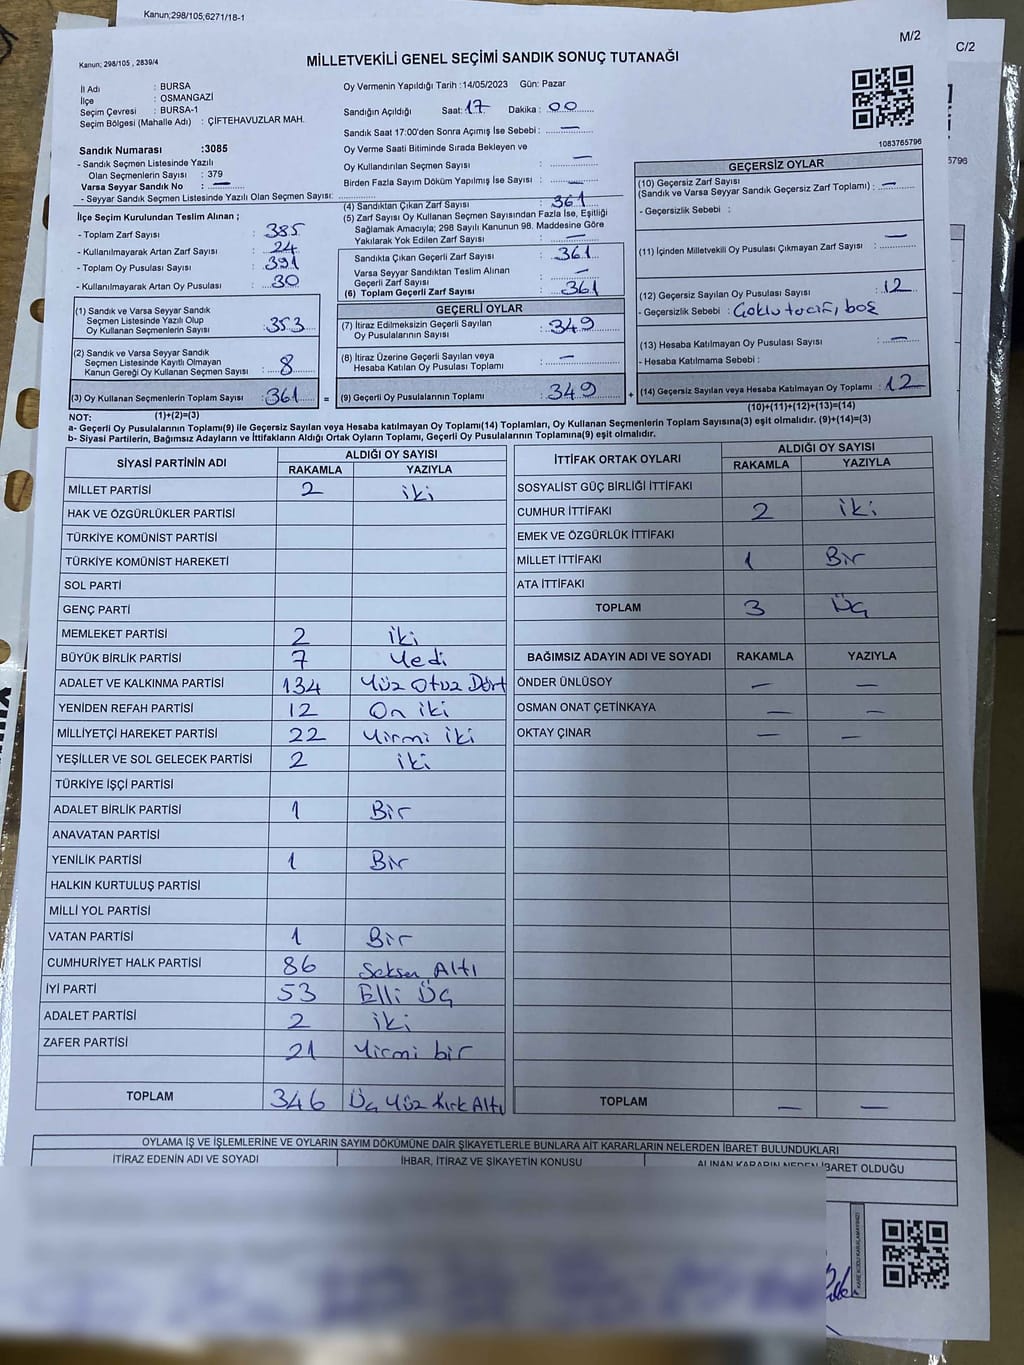 Kanun;298/105,6271/18-1
C/2
M/2
Kanun; 298/105 , 2839/4
MİLLETVEKİLİ GENEL SEÇİMİ SANDIK SONUÇ TUTANAĞI
İl Adı : BURSA
İlçe : OSMANGAZİ
Seçim Çevresi : BURSA-1
Seçim Bölgesi (Mahalle Adı) : ÇİFTEHAVUZLAR MAH.
Oy Vermenin Yapıldığı Tarih :14/05/2023 Gün: Pazar
Sandığın Açıldığı Saat: 17 Dakika : 00
Sandık Saat 17:00'den Sonra Açımış İse Sebebi : —
Oy Verme Saati Bitiminde Sırada Bekleyen ve
Oy Kullandırılan Seçmen Sayısı : —
Birden Fazla Sayım Döküm Yapılmış İse Sayısı : —
1083765796
5796
Sandık Numarası :3085
- Sandık Seçmen Listesinde Yazılı
Olan Seçmenlerin Sayısı : 379
Varsa Seyyar Sandık No : —
- Seyyar Sandık Seçmen Listesinde Yazılı Olan Seçmen Sayısı:
İlçe Seçim Kurulundan Teslim Alınan ;
- Toplam Zarf Sayısı : 385
- Kullanılmayarak Artan Zarf Sayısı : 24
- Toplam Oy Pusulası Sayısı : 391
- Kullanılmayarak Artan Oy Pusulası : 30
(1) Sandık ve Varsa Seyyar Sandık
Seçmen Listesinde Yazılı Olup
Oy Kullanan Seçmenlerin Sayısı : 353
(2) Sandık ve Varsa Seyyar Sandık
Seçmen Listesinde Kayıtlı Olmayan
Kanun Gereği Oy Kullanan Seçmen Sayısı : 8
(3) Oy Kullanan Seçmenlerin Toplam Sayısı : 361 =
(4) Sandıktan Çıkan Zarf Sayısı : 361
(5) Zarf Sayısı Oy Kullanan Seçmen Sayısından Fazla İse, Eşitliği
Sağlamak Amacıyla; 298 Sayılı Kanunun 98. Maddesine Göre
Yakılarak Yok Edilen Zarf Sayısı : —
Sandıkta Çıkan Geçerli Zarf Sayısı : 361
Varsa Seyyar Sandıktan Teslim Alınan
Geçerli Zarf Sayısı : —
(6) Toplam Geçerli Zarf Sayısı : 361
GEÇERLİ OYLAR
(7) İtiraz Edilmeksizin Geçerli Sayılan
Oy Pusulasının Sayısı : 349
(8) İtiraz Üzerine Geçerli Sayılan veya
Hesaba Katılan Oy Pusulası Toplamı : —
(9) Geçerli Oy Pusulalarının Toplamı : 349 +
GEÇERSİZ OYLAR
(10) Geçersiz Zarf Sayısı
(Sandık ve Varsa Seyyar Sandık Geçersiz Zarf Toplamı) : —
- Geçersizlik Sebebi :
(11) İçinden Milletvekili Oy Pusulası Çıkmayan Zarf Sayısı : —
(12) Geçersiz Sayılan Oy Pusulası Sayısı : 12
- Geçersizlik Sebebi : boş
(13) Hesaba Katılmayan Oy Pusulası Sayısı : —
- Hesaba Katılmama Sebebi :
(14) Geçersiz Sayılan veya Hesaba Katılmayan Oy Toplamı : 12
NOT: (1)+(2)=(3)
(10)+(11)+(12)+(13)=(14)
a- Geçerli Oy Pusulalarının Toplamı(9) ile Geçersiz Sayılan veya Hesaba katılmayan Oy Toplamı(14) Toplamları, Oy Kullanan Seçmenlerin Toplam Sayısına(3) eşit olmalıdır. (9)+(14)=(3)
b- Siyasi Partilerin, Bağımsız Adayların ve İttifakların Aldığı Ortak Oyların Toplamı, Geçerli Oy Pusulalarının Toplamına(9) eşit olmalıdır.
SİYASİ PARTİNİN ADI
ALDIĞI OY SAYISI
RAKAMLA YAZIYLA
MİLLET PARTİSİ 2 iki
HAK VE ÖZGÜRLÜKLER PARTİSİ
TÜRKİYE KOMÜNİST PARTİSİ
TÜRKİYE KOMÜNİST HAREKETİ
SOL PARTİ
GENÇ PARTİ
MEMLEKET PARTİSİ 2 iki
BÜYÜK BİRLİK PARTİSİ 7 Yedi
ADALET VE KALKINMA PARTİSİ 134 Yüz Otuz Dört
YENİDEN REFAH PARTİSİ 12 On iki
MİLLİYETÇİ HAREKET PARTİSİ 22 Yirmi iki
YEŞİLLER VE SOL GELECEK PARTİSİ 2 iki
TÜRKİYE İŞÇİ PARTİSİ
ADALET BİRLİK PARTİSİ 1 Bir
ANAVATAN PARTİSİ
YENİLİK PARTİSİ 1 Bir
HALKIN KURTULUŞ PARTİSİ
MİLLİ YOL PARTİSİ
VATAN PARTİSİ 1 Bir
CUMHURİYET HALK PARTİSİ 86 Seksen Altı
İYİ PARTİ 53 Elli Üç
ADALET PARTİSİ 2 iki
ZAFER PARTİSİ 21 Yirmi bir
TOPLAM 346 Üç Yüz Kırk Altı
İTTİFAK ORTAK OYLARI
ALDIĞI OY SAYISI
RAKAMLA YAZIYLA
SOSYALİST GÜÇ BİRLİĞİ İTTİFAKI
CUMHUR İTTİFAKI 2 iki
EMEK VE ÖZGÜRLÜK İTTİFAKI
MİLLET İTTİFAKI 1 Bir
ATA İTTİFAKI
TOPLAM 3 Üç
BAĞIMSIZ ADAYIN ADI VE SOYADI RAKAMLA YAZIYLA
ÖNDER ÜNLÜSOY — —
OSMAN ONAT ÇETİNKAYA — —
OKTAY ÇINAR — —
TOPLAM — —
OYLAMA İŞ VE İŞLEMLERİNE VE OYLARIN SAYIM DÖKÜMÜNE DAİR ŞİKAYETLERLE BUNLARA AİT KARARLARIN NELERDEN İBARET BULUNDUKLARI
İTİRAZ EDENİN ADI VE SOYADI İHBAR, İTİRAZ VE ŞİKAYETİN KONUSU ALINAN KARARIN NEDEN İBARET OLDUĞU